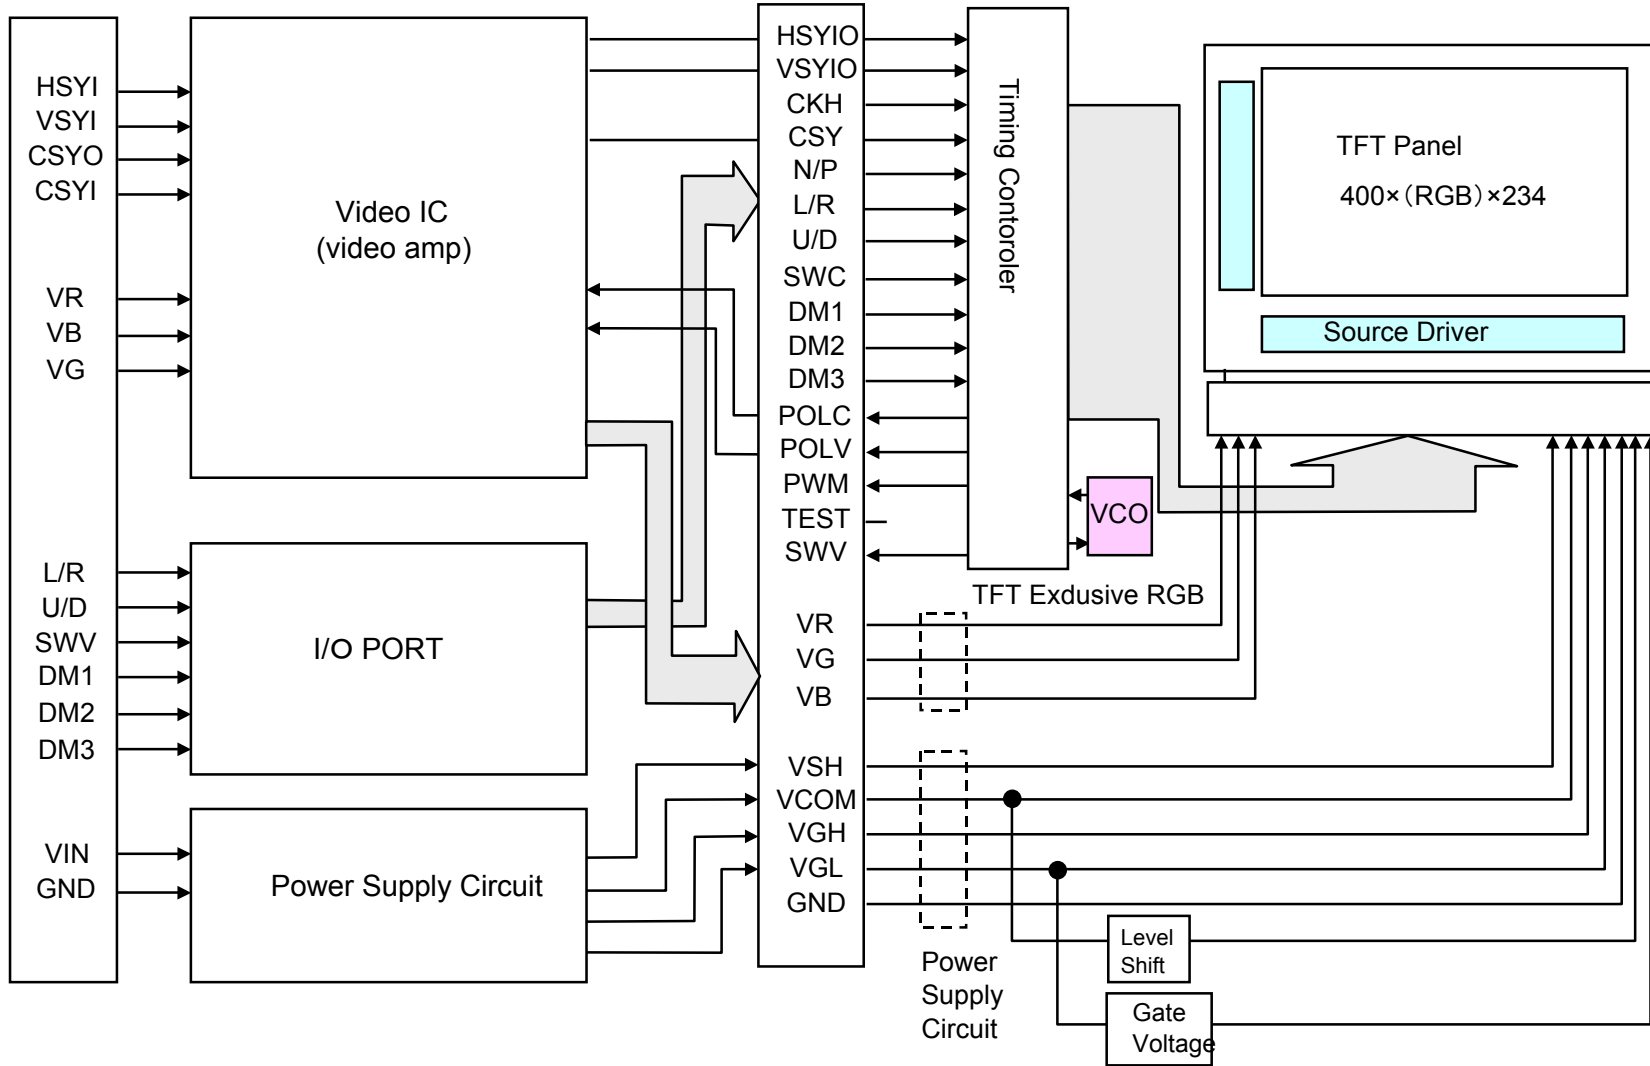 HSYI
VSYI
CSYO
CSYI
VR
VB
VG
L/R
U/D
SWV
DM1
DM2
DM3
VIN
GND
Video IC
(video amp)
I/O PORT
Power Supply Circuit
HSYIO
VSYIO
CKH
CSY
N/P
L/R
U/D
SWC
DM1
DM2
DM3
POLC
POLV
PWM
TEST
SWV
VR
VG
VB
VSH
VCOM
VGH
VGL
GND
Timing Contoroler
VCO
TFT Exdusive RGB
Power
Supply
Circuit
TFT Panel
400×(RGB)×234
Source Driver
Level
Shift
Gate
Voltage